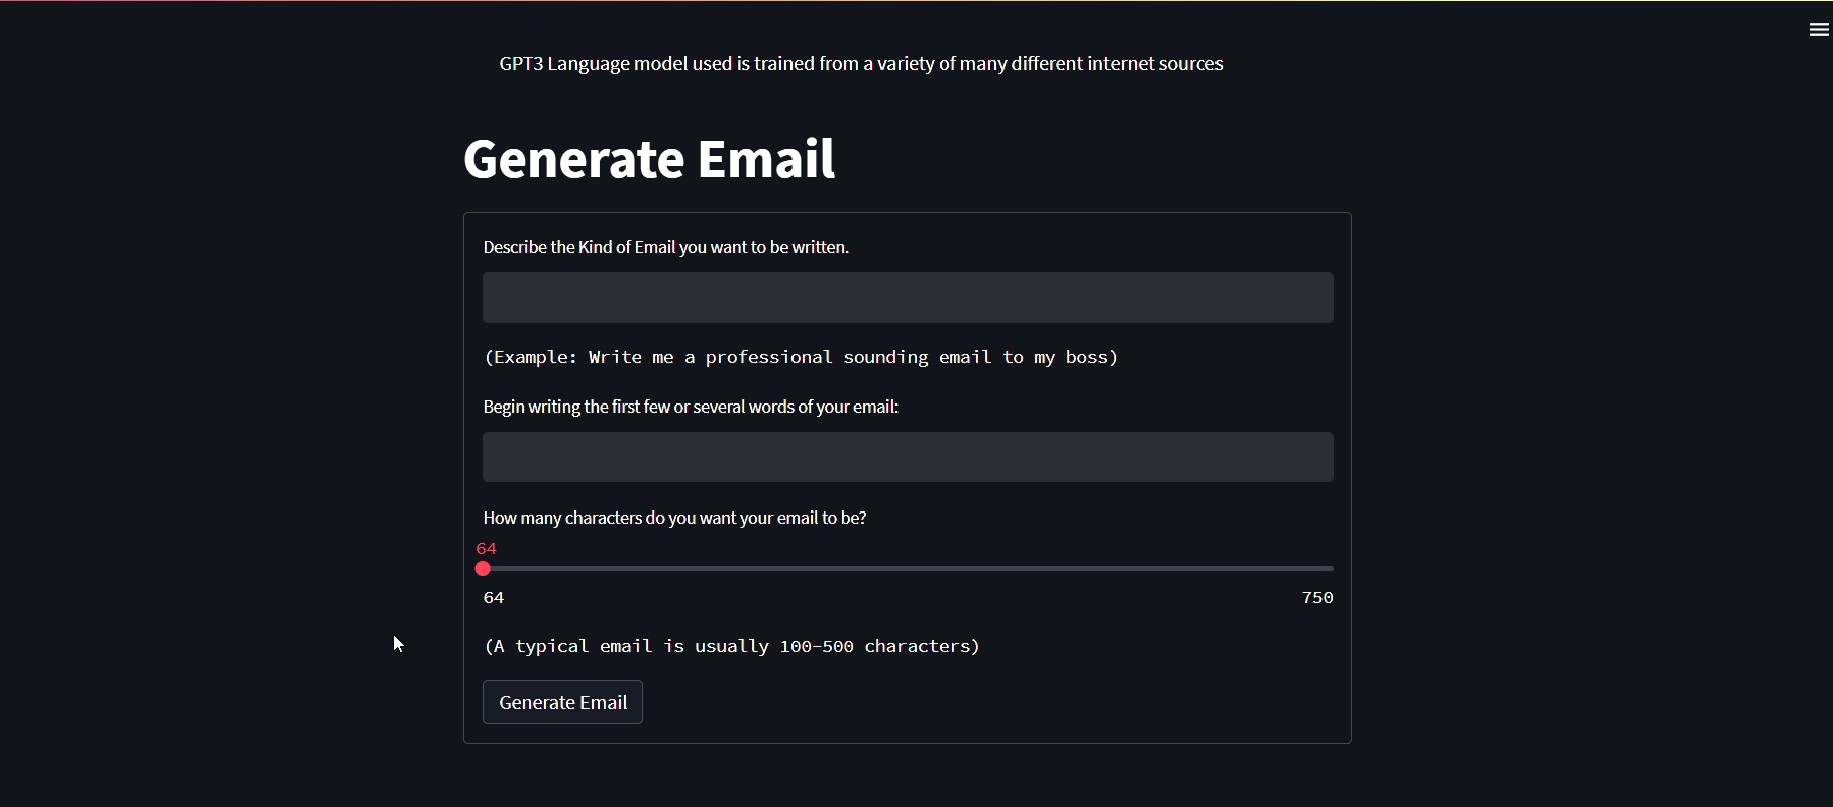 GPT3 Language model used is trained from a variety of many different internet sources
Generate Email
Describe the Kind of Email you want to be written.
(Example: Write me a professional sounding email to my boss)
Begin writing the first few or several words of your email:
How many characters do you want your email to be?
64
64 750
(A typical email is usually 100-500 characters)
Generate Email